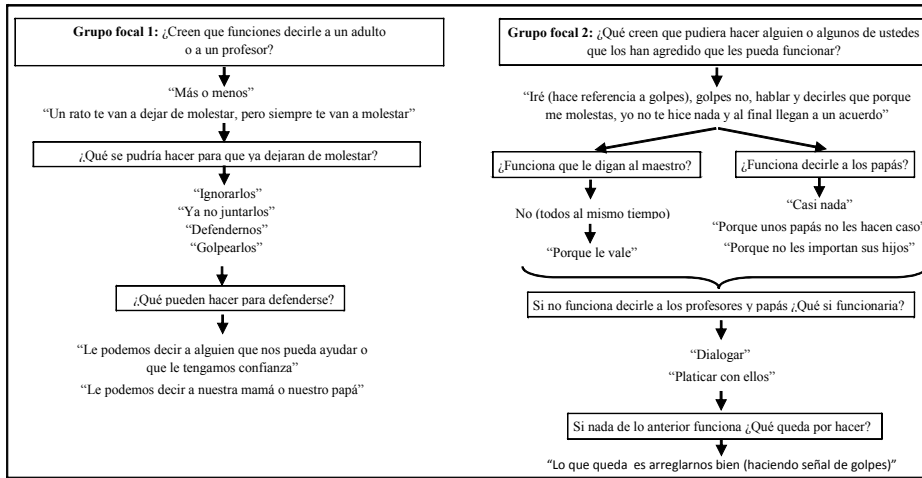 Grupo focal 1: ¿Creen que funciones decirle a un adulto
o a un profesor?
“Más o menos”
“Un rato te van a dejar de molestar, pero siempre te van a molestar”
¿Qué se pudría hacer para que ya dejaran de molestar?
“Ignorarlos”
“Ya no juntarlos”
“Defendernos”
“Golpearlos”
¿Qué pueden hacer para defenderse?
“Le podemos decir a alguien que nos pueda ayudar o
que le tengamos confianza”
“Le podemos decir a nuestra mamá o nuestro papá”
Grupo focal 2: ¿Qué creen que pudiera hacer alguien o algunos de ustedes
que los han agredido que les pueda funcionar?
“Iré (hace referencia a golpes), golpes no, hablar y decirles que porque
me molestas, yo no te hice nada y al final llegan a un acuerdo”
¿Funciona que le digan al maestro?
No (todos al mismo tiempo)
“Porque le vale”
¿Funciona decirle a los papás?
“Casi nada”
“Porque unos papás no les hacen caso”
“Porque no les importan sus hijos”
Si no funciona decirle a los profesores y papás ¿Qué si funcionaria?
“Dialogar”
“Platicar con ellos”
Si nada de lo anterior funciona ¿Qué queda por hacer?
“Lo que queda es arreglarnos bien (haciendo señal de golpes)”